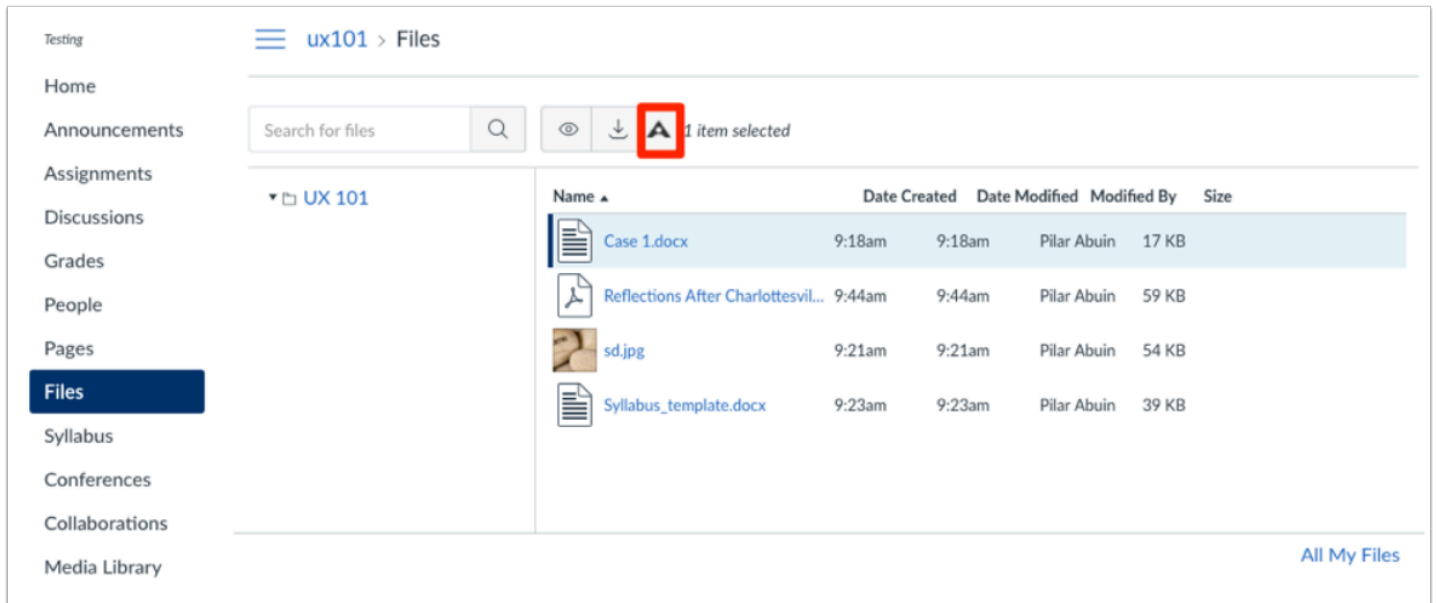 Testing
ux101 > Files
Home
Announcements
Assignments
Discussions
Grades
People
Pages
Files
Syllabus
Conferences
Collaborations
Media Library
Search for files
1 item selected
UX 101
Name Date Created Date Modified Modified By Size
Case 1.docx 9:18am 9:18am Pilar Abuin 17 KB
Reflections After Charlottesvil... 9:44am 9:44am Pilar Abuin 59 KB
sd.jpg 9:21am 9:21am Pilar Abuin 54 KB
Syllabus_template.docx 9:23am 9:23am Pilar Abuin 39 KB
All My Files